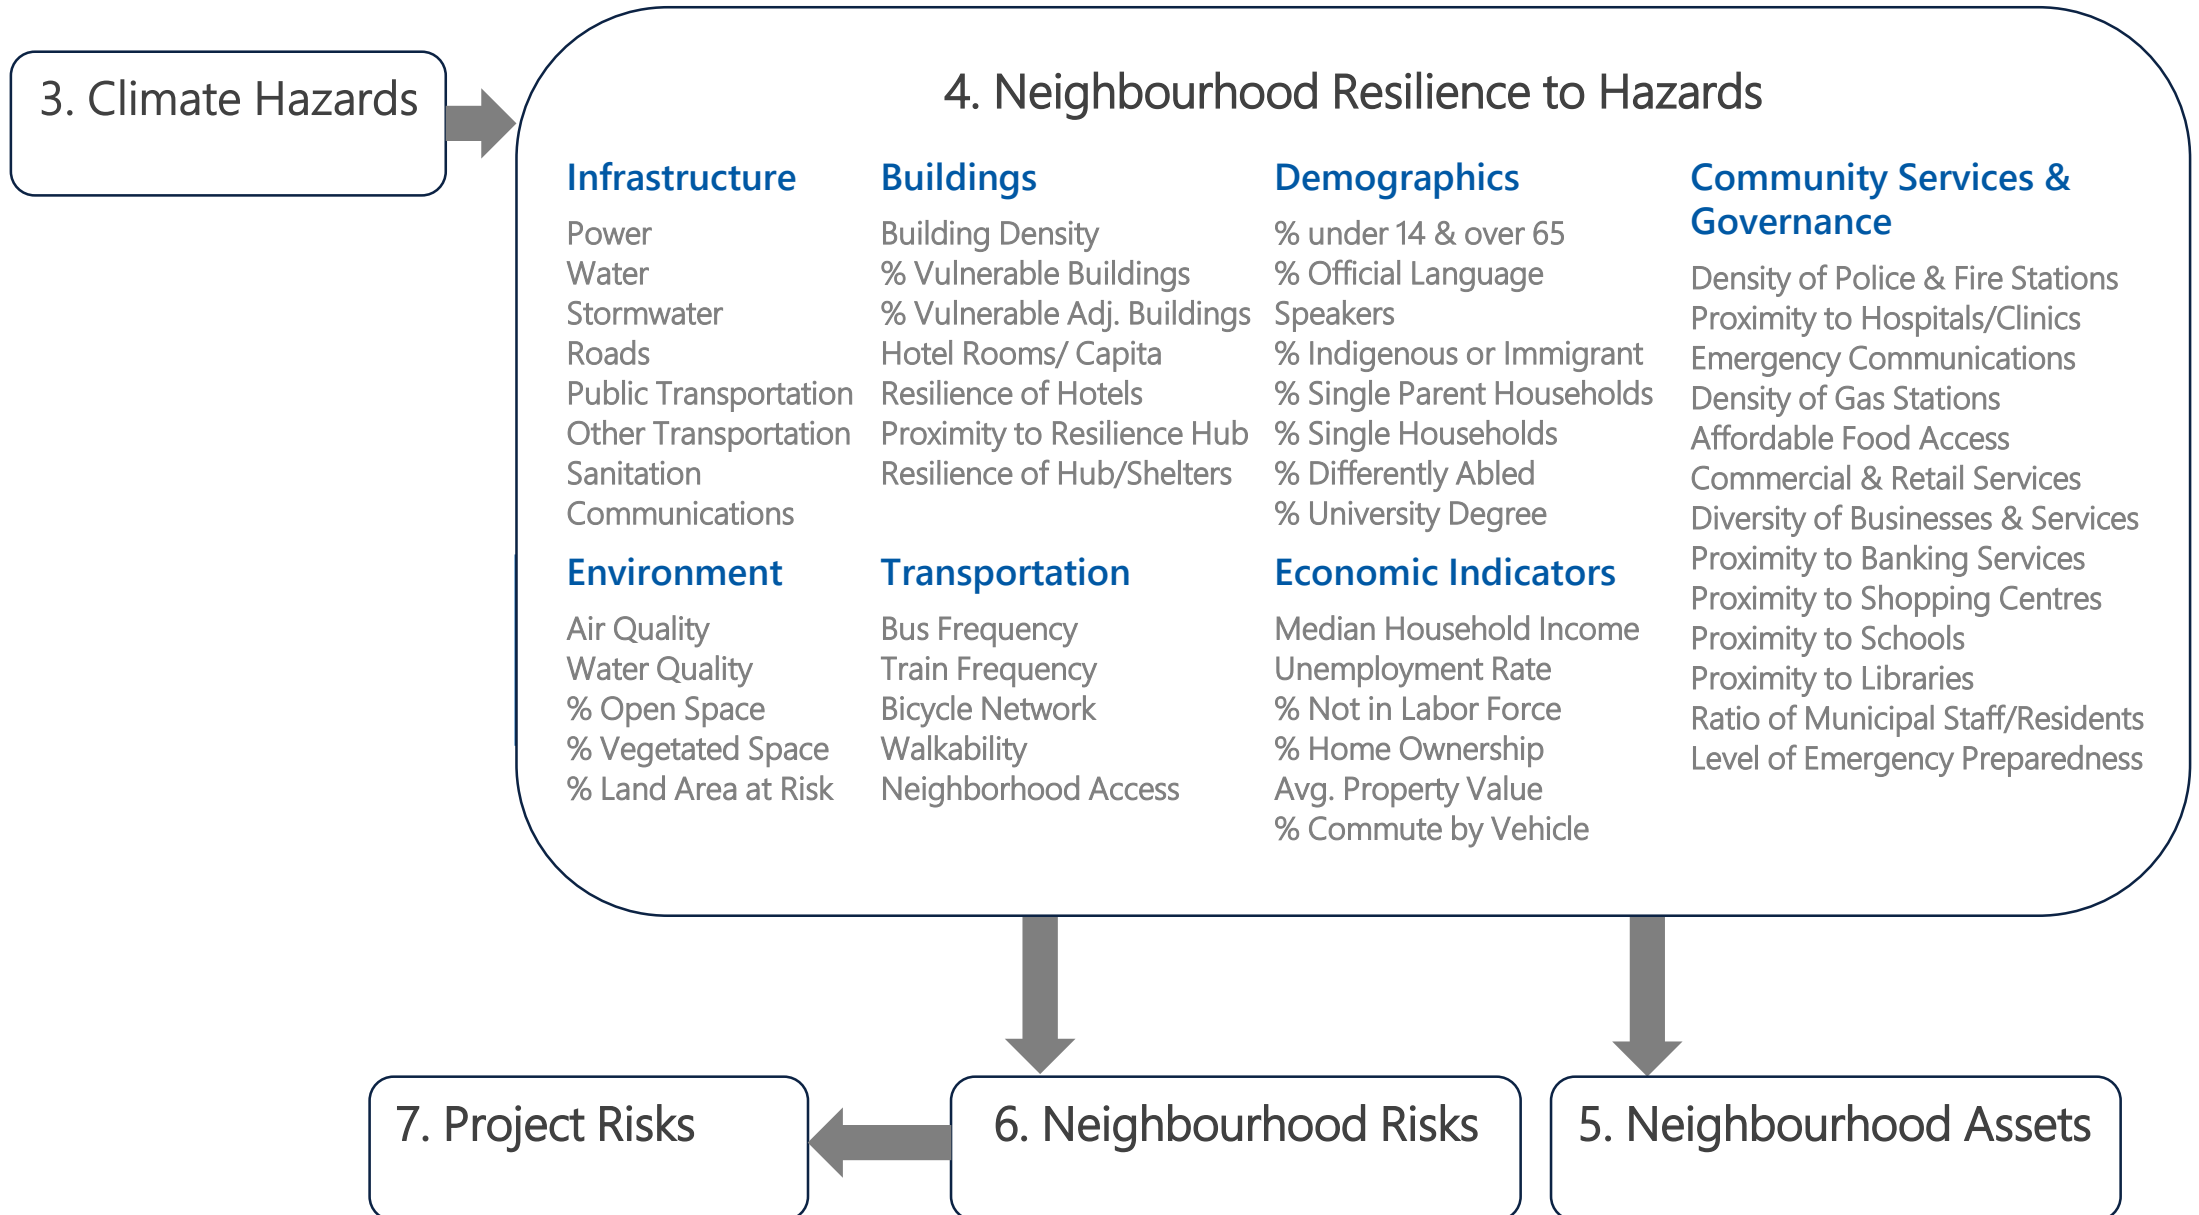 3. Climate Hazards
4. Neighbourhood Resilience to Hazards
Infrastructure
Power
Water
Stormwater
Roads
Public Transportation
Other Transportation
Sanitation
Communications
Buildings
Building Density
% Vulnerable Buildings
% Vulnerable Adj. Buildings
Hotel Rooms/ Capita
Resilience of Hotels
Proximity to Resilience Hub
Resilience of Hub/Shelters
Demographics
% under 14 & over 65
% Official Language
Speakers
% Indigenous or Immigrant
% Single Parent Households
% Single Households
% Differently Abled
% University Degree
Community Services &
Governance
Density of Police & Fire Stations
Proximity to Hospitals/Clinics
Emergency Communications
Density of Gas Stations
Affordable Food Access
Commercial & Retail Services
Diversity of Businesses & Services
Proximity to Banking Services
Proximity to Shopping Centres
Proximity to Schools
Proximity to Libraries
Ratio of Municipal Staff/Residents
Level of Emergency Preparedness
Environment
Air Quality
Water Quality
% Open Space
% Vegetated Space
% Land Area at Risk
Transportation
Bus Frequency
Train Frequency
Bicycle Network
Walkability
Neighborhood Access
Economic Indicators
Median Household Income
Unemployment Rate
% Not in Labor Force
% Home Ownership
Avg. Property Value
% Commute by Vehicle
7. Project Risks
6. Neighbourhood Risks
5. Neighbourhood Assets